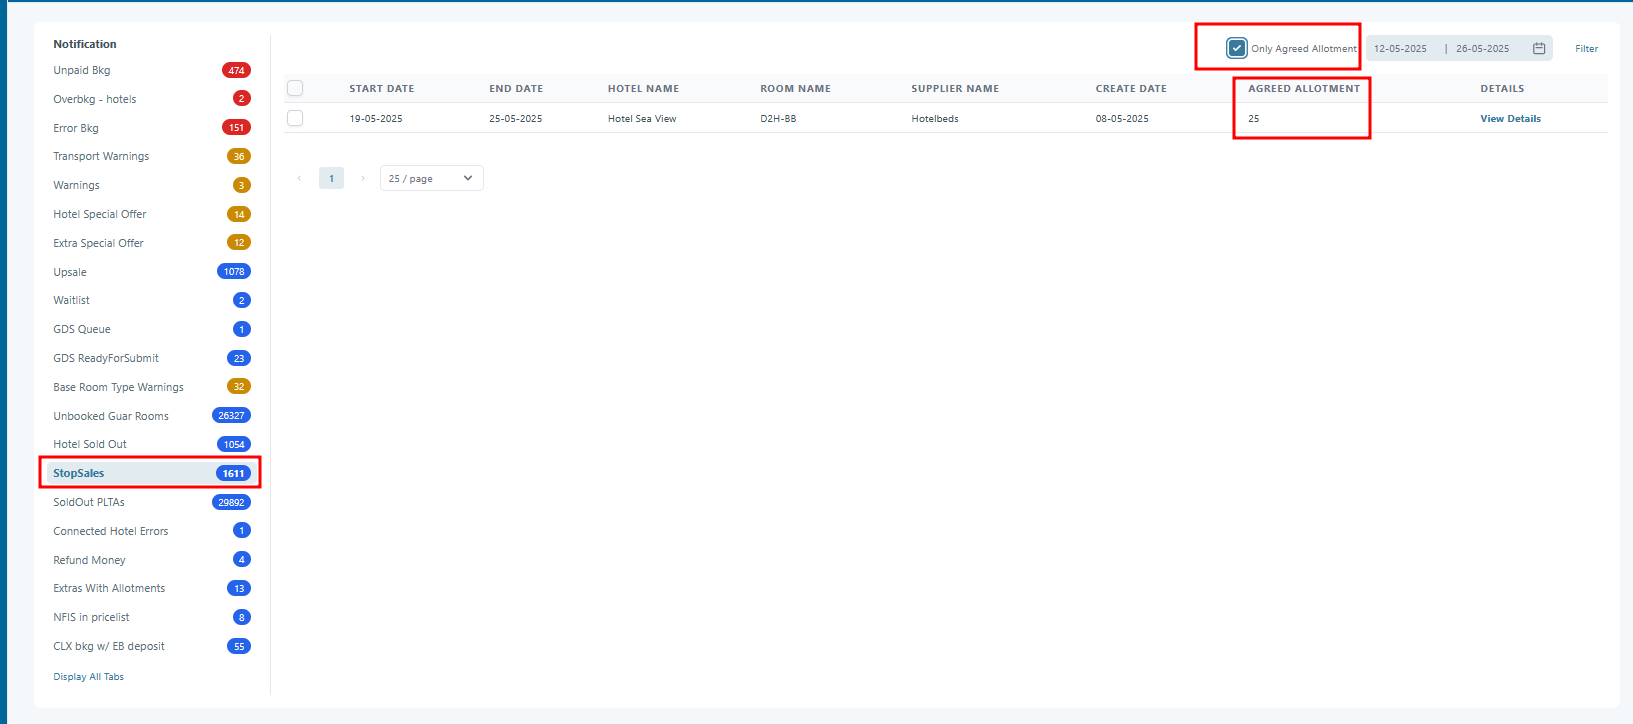 Notification
Unpaid Bkg 474
Overbkg - hotels 2
Error Bkg 151
Transport Warnings 36
Warnings 3
Hotel Special Offer 14
Extra Special Offer 12
Upsale 1078
Waitlist 2
GDS Queue 1
GDS ReadyForSubmit 23
Base Room Type Warnings 32
Unbooked Guar Rooms 26327
Hotel Sold Out 1054
StopSales 1611
SoldOut PLTAs 29892
Connected Hotel Errors 1
Refund Money 4
Extras With Allotments 13
NFIS in pricelist 8
CLX bkg w/ EB deposit 55
Display All Tabs
Only Agreed Allotment 12-05-2025 | 26-05-2025 Filter
START DATE END DATE HOTEL NAME ROOM NAME SUPPLIER NAME CREATE DATE AGREED ALLOTMENT DETAILS
19-05-2025 25-05-2025 Hotel Sea View D2H-BB Hotelbeds 08-05-2025 25 View Details
‹ 1 › 25 / page